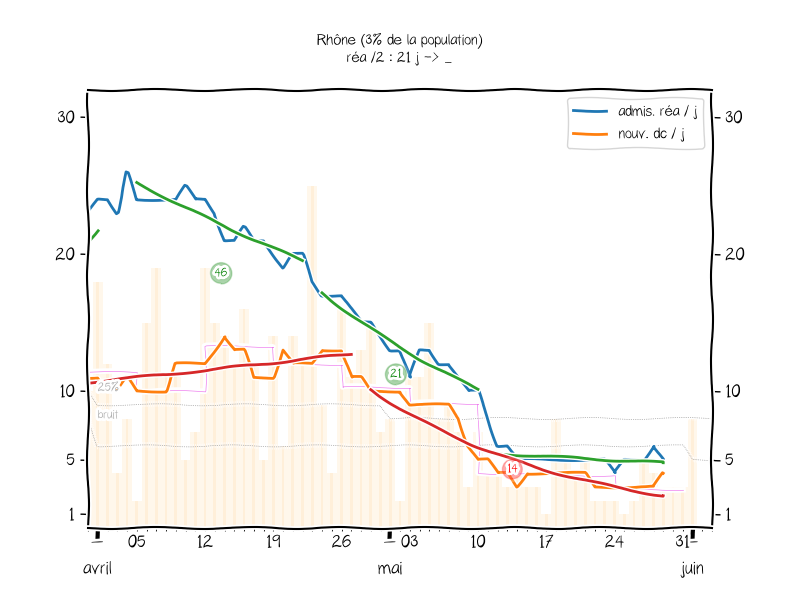 Rhône (3% de la population)
réa /2 : 21 j -> _
admis. réa / j
nouv. dc / j
30
30
20
20
46
21
10
10
25%
bruit
14
5
5
1
1
05
12
19
26
03
10
17
24
31
avril
mai
juin